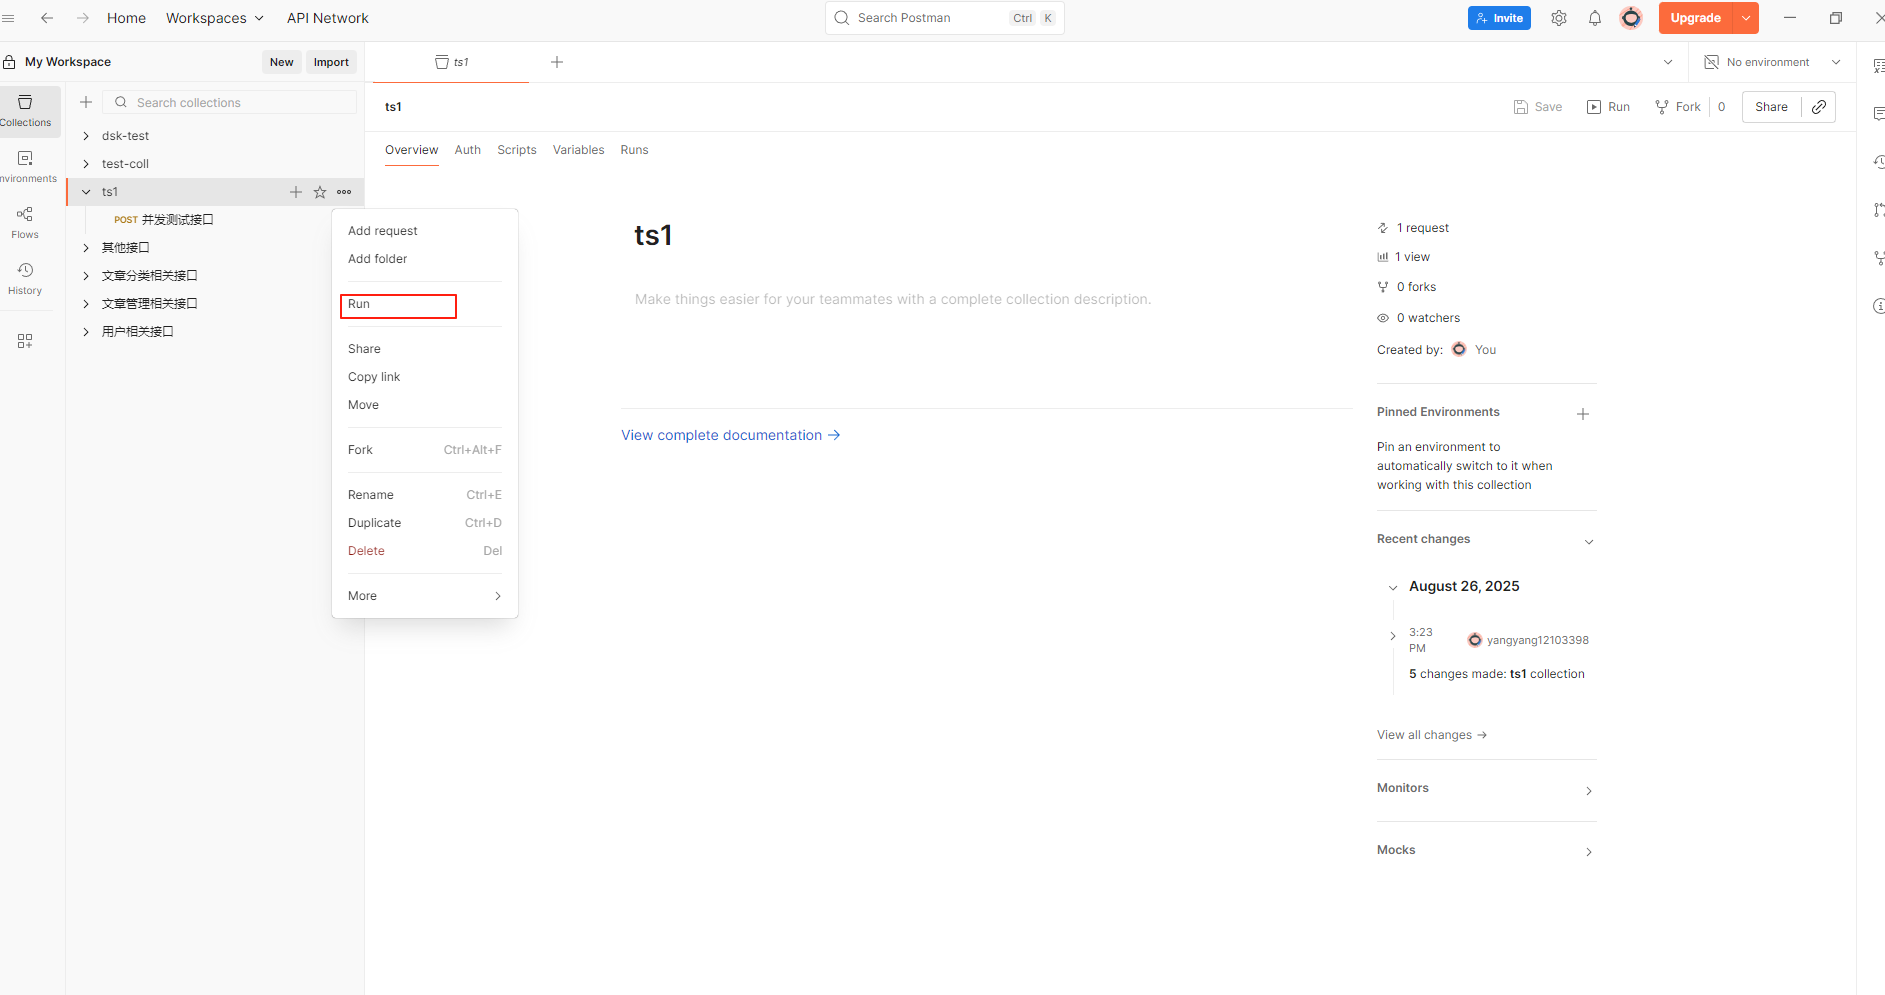 Home Workspaces API Network Search Postman Ctrl K Invite Upgrade
My Workspace New Import ts1 No environment
Search collections
ts1 Save Run Fork 0 Share
Collections
dsk-test
test-coll
ts1
POST 并发测试接口
其他接口
文章分类相关接口
文章管理相关接口
用户相关接口
nvironments
Flows
History
Overview Auth Scripts Variables Runs
Add request
Add folder
Run
Share
Copy link
Move
Fork Ctrl+Alt+F
Rename Ctrl+E
Duplicate Ctrl+D
Delete Del
More
ts1
Make things easier for your teammates with a complete collection description.
View complete documentation →
1 request
1 view
0 forks
0 watchers
Created by: You
Pinned Environments
Pin an environment to
automatically switch to it when
working with this collection
Recent changes
August 26, 2025
3:23
PM
yangyang12103398
5 changes made: ts1 collection
View all changes →
Monitors
Mocks